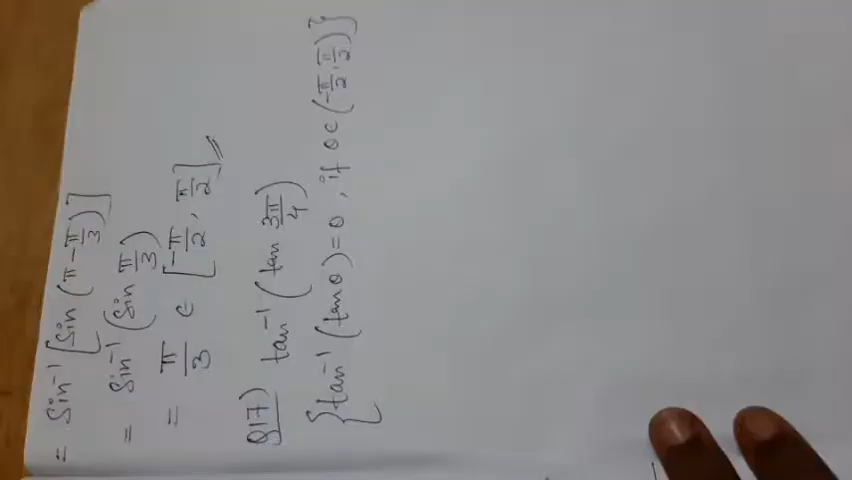 = Sin⁻¹[Sin(π-π/3)]
= Sin⁻¹(Sin π/3)
= π/3 ∈ [-π/2, π/2]
Q17) tan⁻¹(tan 3π/4)
{tan⁻¹(tanθ)=θ, if θ∈(-π/2, π/2)}